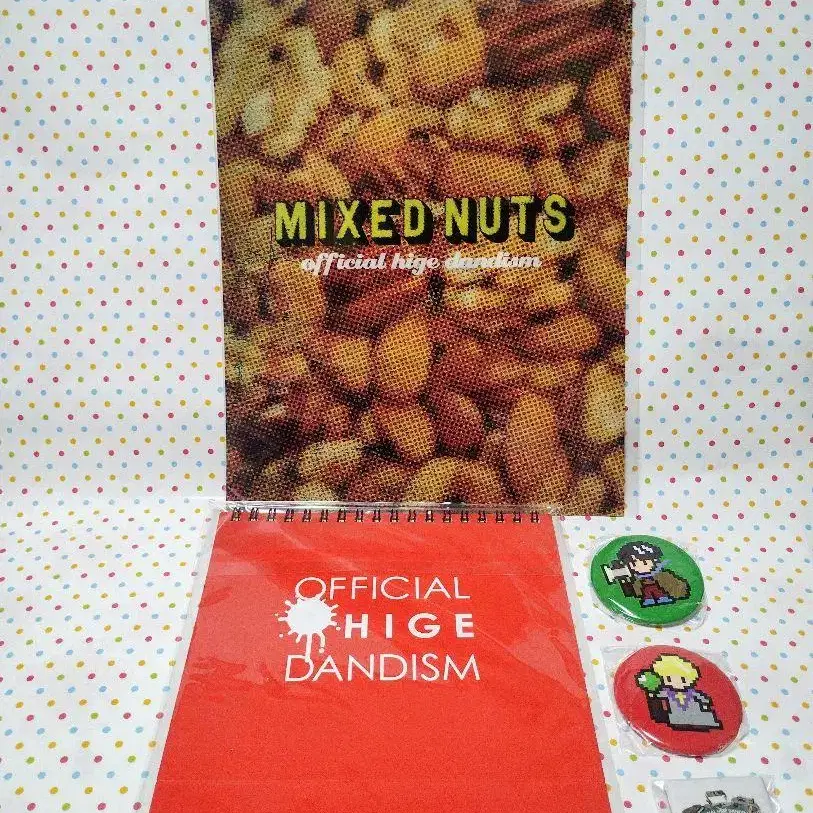 MIXED NUTS
official hige dandism
OFFICIAL
HIGE
DANDISM